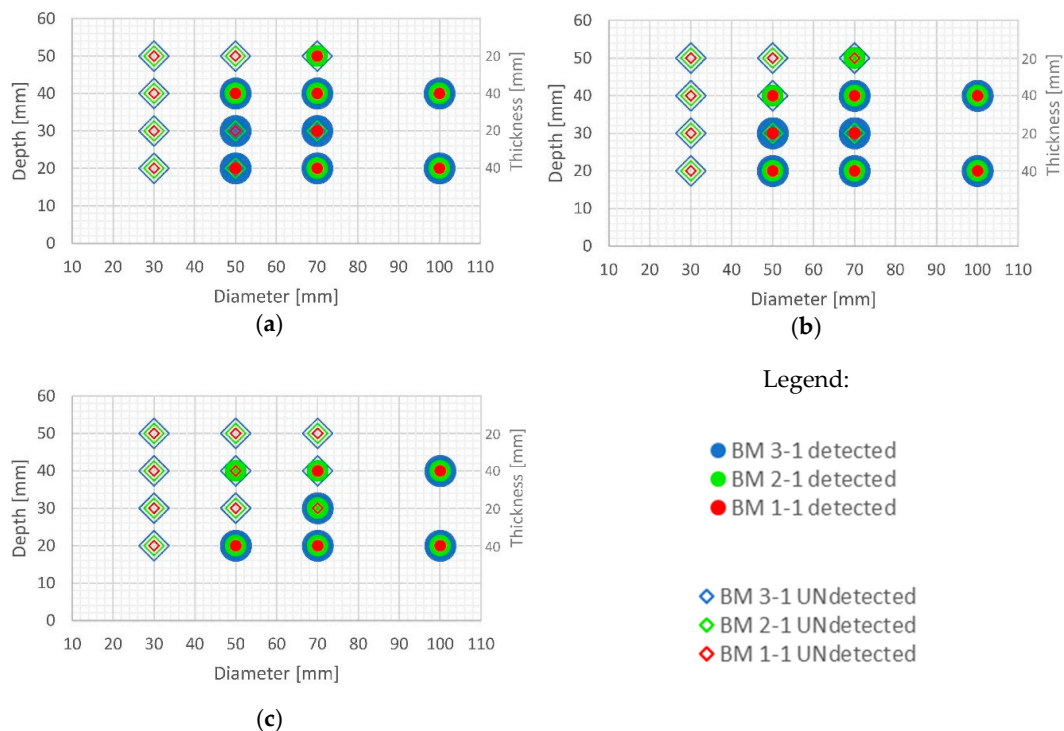 60
50
40
30
20
10
0
Depth [mm]
20
40
20
40
Thickness [mm]
10 20 30 40 50 60 70 80 90 100 110
Diameter [mm]
(a)
60
50
40
30
20
10
0
Depth [mm]
20
40
20
40
Thickness [mm]
10 20 30 40 50 60 70 80 90 100 110
Diameter [mm]
(b)
60
50
40
30
20
10
0
Depth [mm]
20
40
20
40
Thickness [mm]
10 20 30 40 50 60 70 80 90 100 110
Diameter [mm]
(c)
Legend:
BM 3-1 detected
BM 2-1 detected
BM 1-1 detected
BM 3-1 UNdetected
BM 2-1 UNdetected
BM 1-1 UNdetected